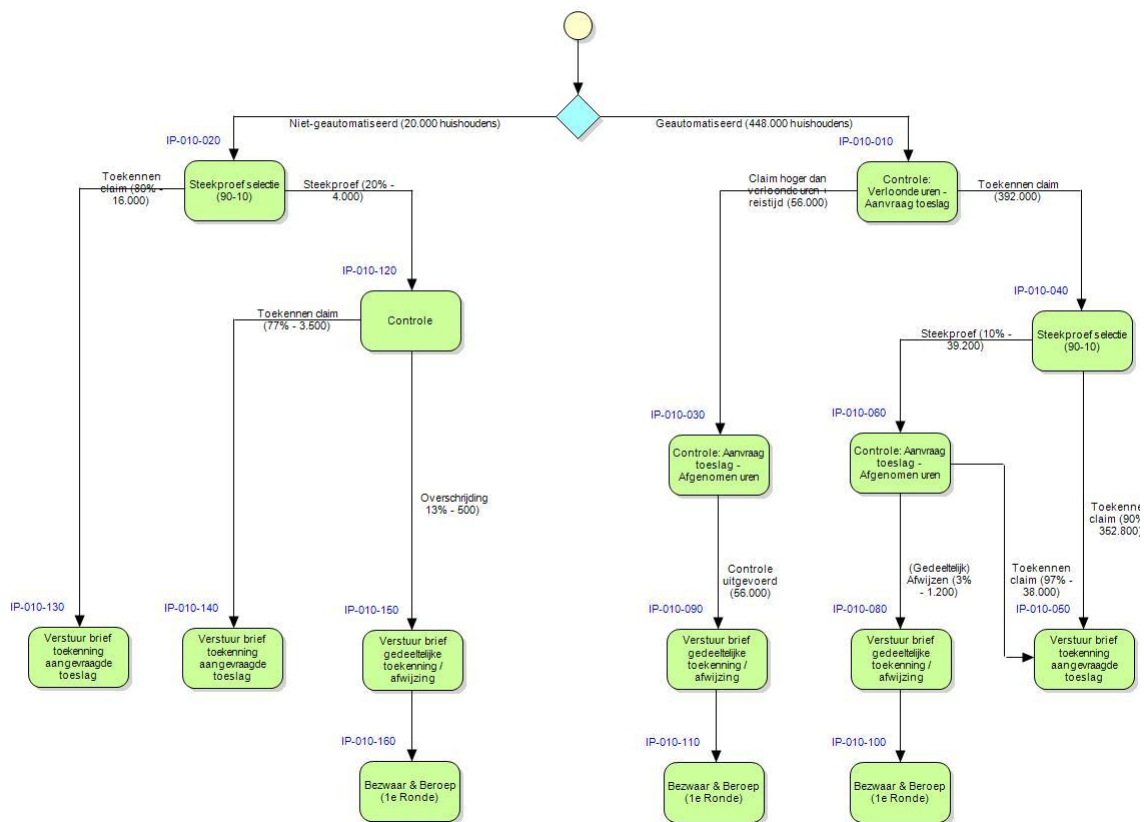 Niet-geautomatiseerd (20.000 huishoudens)
Geautomatiseerd (448.000 huishoudens)
IP-010-020
IP-010-010
Toekennen
claim (80% -
16.000)
Steekproef selectie
(90-10)
Steekproef (20% -
4.000)
Claim hoger dan
verloonde uren +
reistijd (56.000)
Controle:
Verloonde uren -
Aanvraag toeslag
Toekennen claim
(392.000)
IP-010-120
IP-010-040
Toekennen claim
(77% - 3.500)
Controle
Steekproef (10% -
39.200)
Steekproef selectie
(90-10)
IP-010-030
IP-010-060
Controle: Aanvraag
toeslag -
Afgenomen uren
Controle: Aanvraag
toeslag -
Afgenomen uren
Overschrijding
13% - 500)
Toekenne
claim (90%
352.800)
Controle
uitgevoerd
(56.000)
(Gedeeltelijk)
Afwijzen (3%
- 1.200)
Toekennen
claim (97% -
38.000)
IP-010-130
IP-010-140
IP-010-150
IP-010-090
IP-010-080
IP-010-050
Verstuur brief
toekenning
aangevraagde
toeslag
Verstuur brief
toekenning
aangevraagde
toeslag
Verstuur brief
gedeeltelijke
toekenning /
afwijzing
Verstuur brief
gedeeltelijke
toekenning /
afwijzing
Verstuur brief
gedeeltelijke
toekenning /
afwijzing
Verstuur brief
toekenning
aangevraagde
toeslag
IP-010-160
IP-010-110
IP-010-100
Bezwaar & Beroep
(1e Ronde)
Bezwaar & Beroep
(1e Ronde)
Bezwaar & Beroep
(1e Ronde)